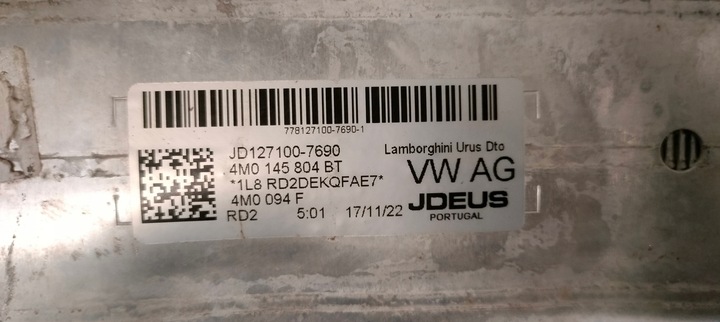 778127100-7690-1
JD127100-7690
Lamborghini Urus Dto
4M0 145 804 BT
VW AG
*1L8 RD2DEKQFAE7*
4M0 094 F
JDEUS
RD2 5:01 17/11/22
PORTUGAL